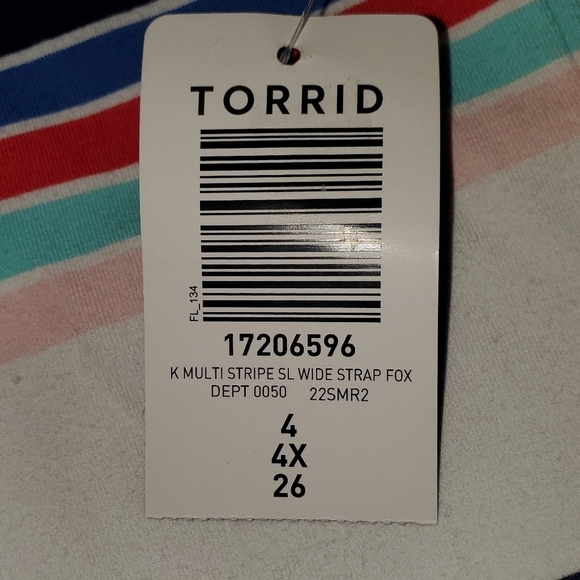 TORRID
FL_134
17206596
K MULTI STRIPE SL WIDE STRAP FOX
DEPT 0050 22SMR2
4
4X
26